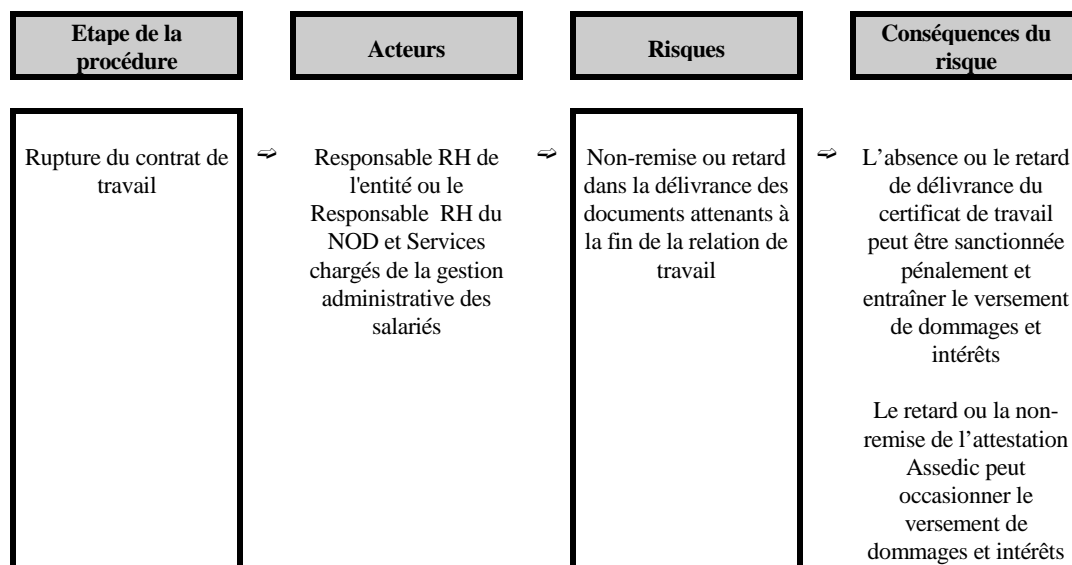 Etape de la
procédure
Acteurs
Risques
Conséquences du
risque
Rupture du contrat de
travail
➫
Responsable RH de
l'entité ou le
Responsable RH du
NOD et Services
chargés de la gestion
administrative des
salariés
➫
Non-remise ou retard
dans la délivrance des
documents attenants à
la fin de la relation de
travail
➫
L’absence ou le retard
de délivrance du
certificat de travail
peut être sanctionnée
pénalement et
entraîner le versement
de dommages et
intérêts
Le retard ou la non-
remise de l’attestation
Assedic peut
occasionner le
versement de
dommages et intérêts